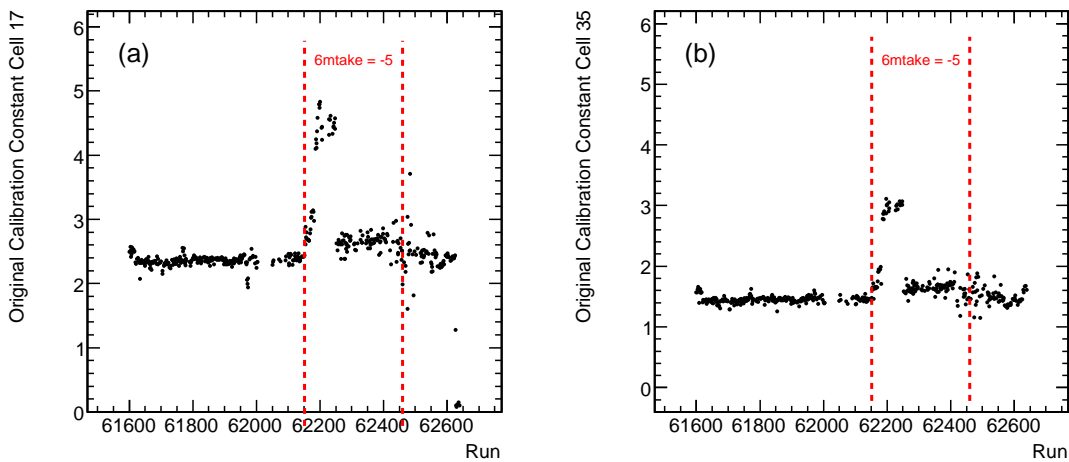 Original Calibration Constant Cell 17
(a)
6mtake = -5
6
5
4
3
2
1
0
61600 61800 62000 62200 62400 62600
Run
Original Calibration Constant Cell 35
(b)
6mtake = -5
6
5
4
3
2
1
0
61600 61800 62000 62200 62400 62600
Run